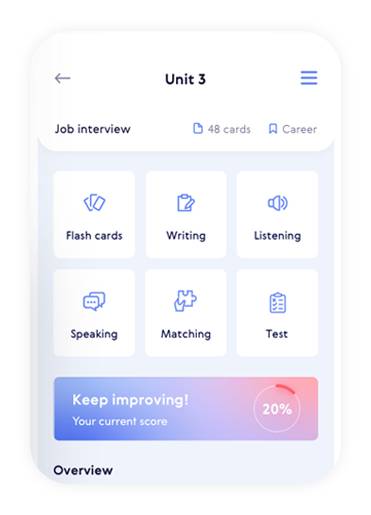 Unit 3
Job interview 48 cards Career
Flash cards Writing Listening
Speaking Matching Test
Keep improving!
20%
Your current score
Overview